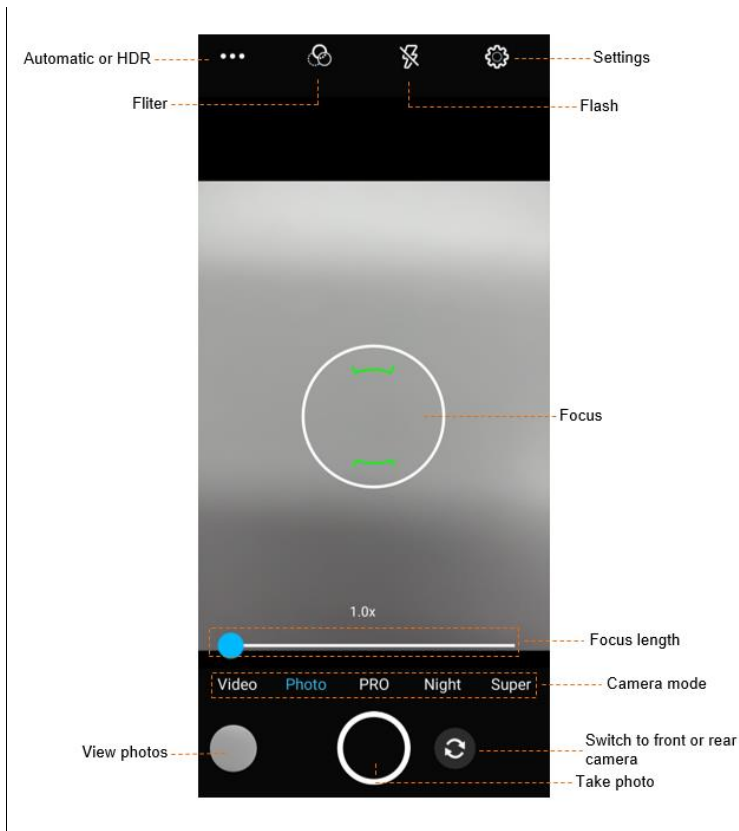 Automatic or HDR
Settings
Fliter
Flash
Focus
1.0x
Focus length
Video Photo PRO Night Super
Camera mode
View photos
Switch to front or rear
camera
Take photo